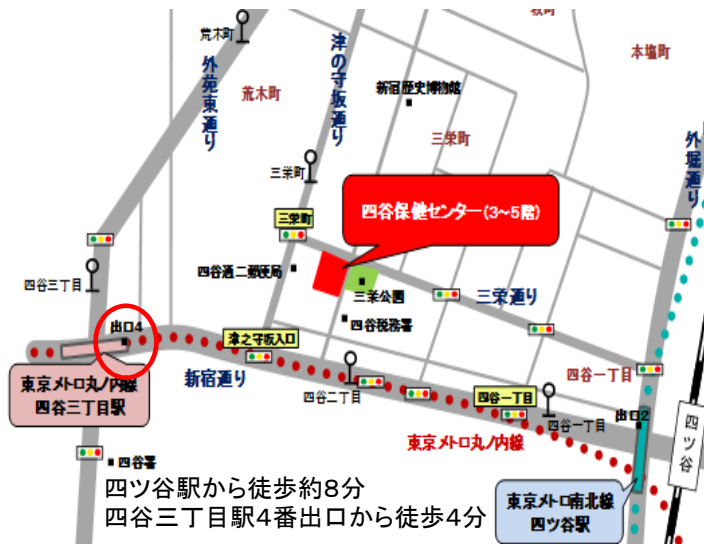 荒木町
外苑東通り
荒木町
津の守坂通り
新宿歴史博物館
本塩町
三栄町
外堀通り
三栄町
四谷保健センター(3~5階)
三栄町
四谷通二郵便局
三栄公園
三栄通り
四谷税務署
四谷三丁目
出口4
津之守坂入口
新宿通り
四谷二丁目
四谷一丁目
四谷一丁目
四谷一丁目
出口2
東京メトロ丸ノ内線
四谷三丁目駅
東京メトロ丸ノ内線
四ツ谷
四谷署
東京メトロ南北線
四ツ谷駅
四ツ谷駅から徒歩約8分
四谷三丁目駅4番出口から徒歩4分